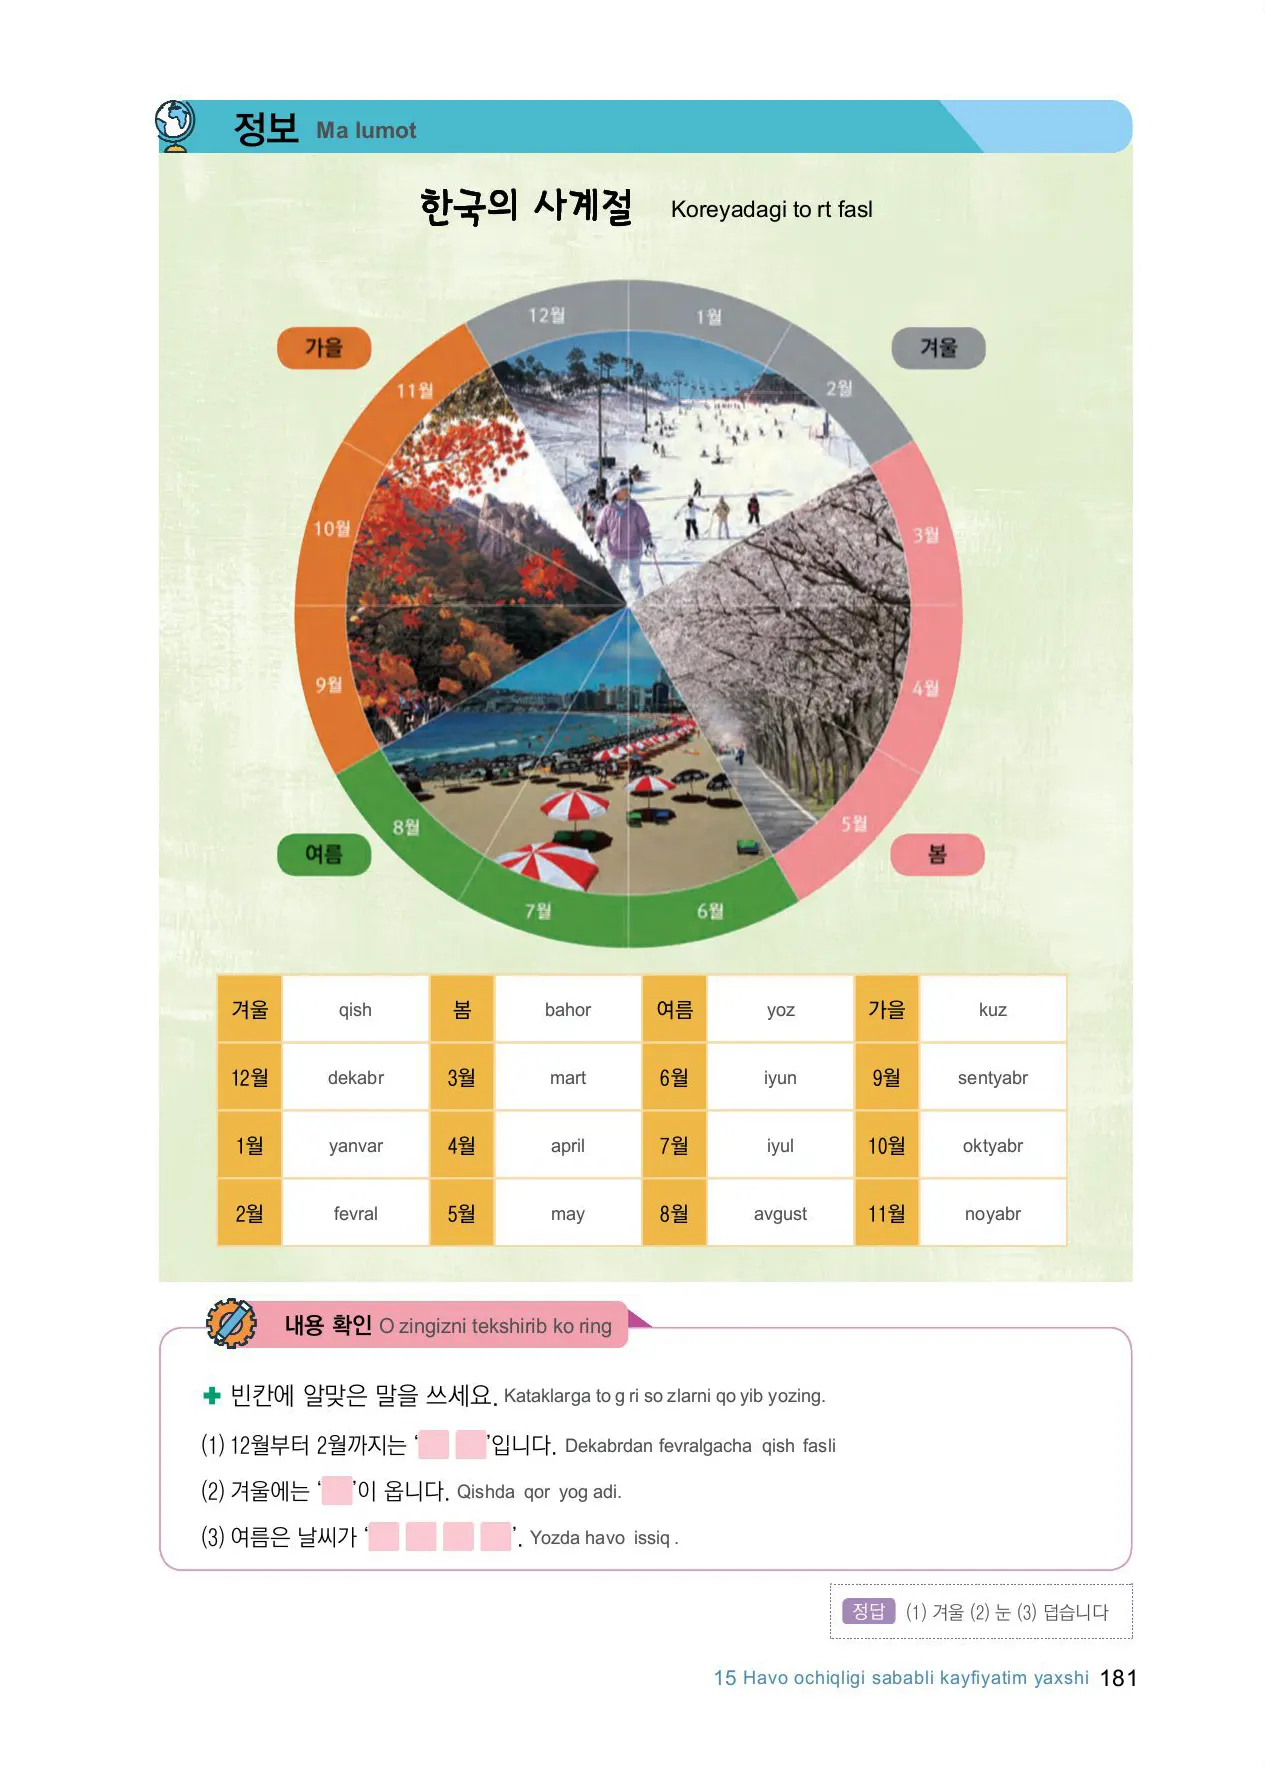 정보 Ma lumot
한국의 사계절 Koreyadagi to rt fasl
12월 1월
가을 겨울
11월 2월
10월 3월
9월 4월
8월 5월
여름 봄
7월 6월
겨울 qish 봄 bahor 여름 yoz 가을 kuz
12월 dekabr 3월 mart 6월 iyun 9월 sentyabr
1월 yanvar 4월 april 7월 iyul 10월 oktyabr
2월 fevral 5월 may 8월 avgust 11월 noyabr
내용 확인 O zingizni tekshirib ko ring
빈칸에 알맞은 말을 쓰세요. Kataklarga to g ri so zlarni qo yib yozing.
(1) 12월부터 2월까지는 ‘ ’입니다. Dekabrdan fevralgacha qish fasli
(2) 겨울에는 ‘ ’이 옵니다. Qishda qor yog adi.
(3) 여름은 날씨가 ‘ ’. Yozda havo issiq .
정답 (1) 겨울 (2) 눈 (3) 덥습니다
15 Havo ochiqligi sababli kayfiyatim yaxshi 181